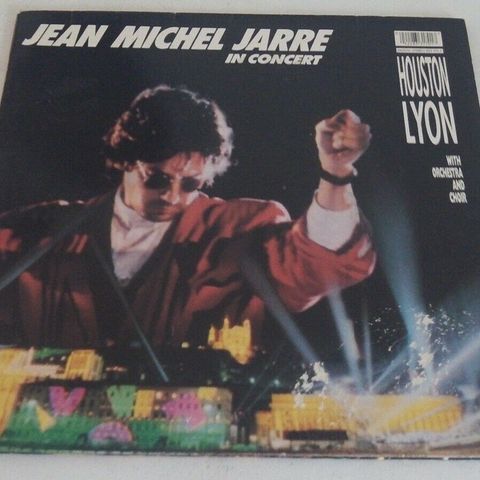 JEAN MICHEL JARRE
IN CONCERT
HOUSTON
LYON
WITH
ORCHESTRA
AND
CHOIR